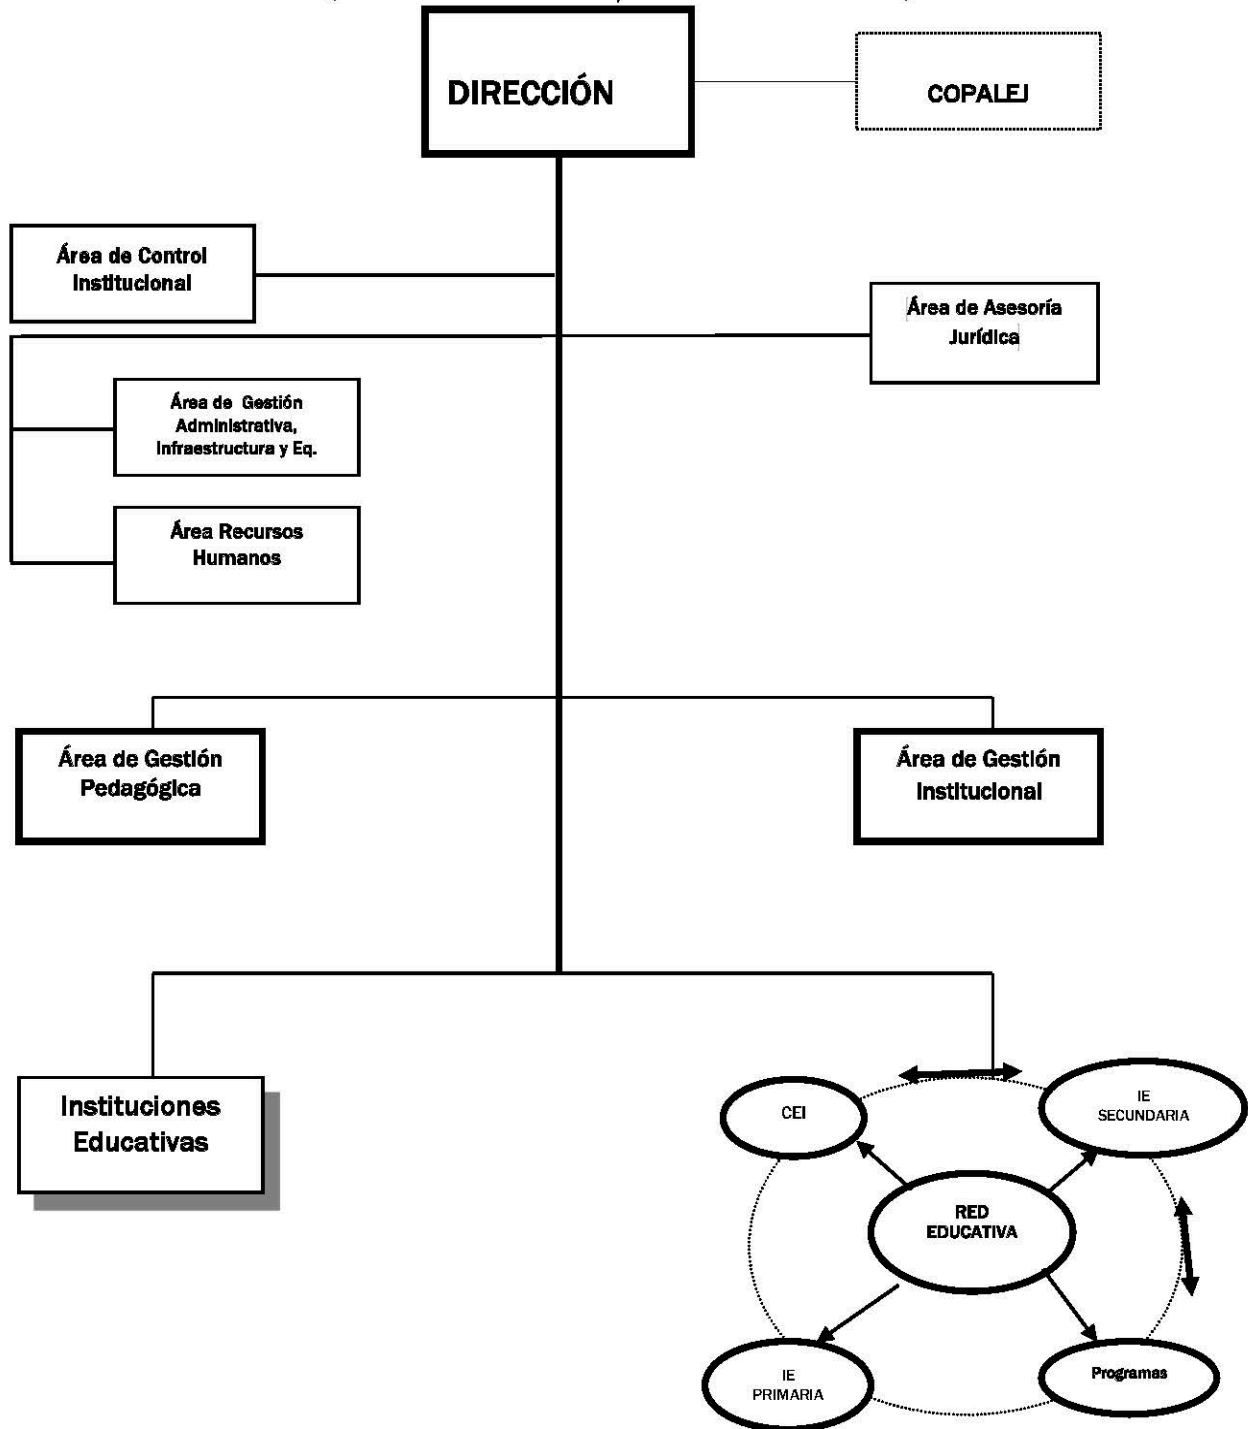 DIRECCIÓN
COPALEJ
Área de Control
Institucional
Área de Asesoría
Jurídica
Área de Gestión
Administrativa,
Infraestructura y Eq.
Área Recursos
Humanos
Área de Gestión
Pedagógica
Área de Gestión
Institucional
Instituciones
Educativas
CEI
IE
SECUNDARIA
RED
EDUCATIVA
IE
PRIMARIA
Programas